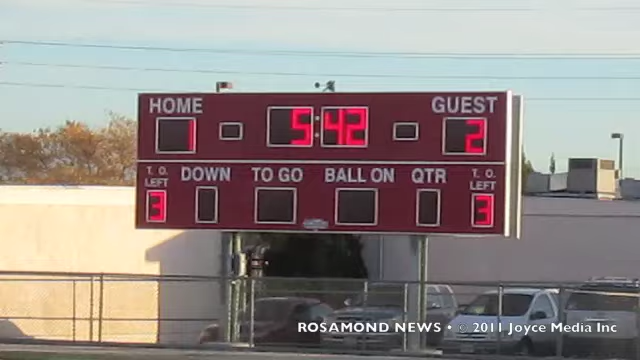 HOME 5:42 GUEST
1 2
T. O. LEFT DOWN TO GO BALL ON QTR T. O. LEFT
3 3
ROSAMOND NEWS • © 2011 Joyce Media Inc